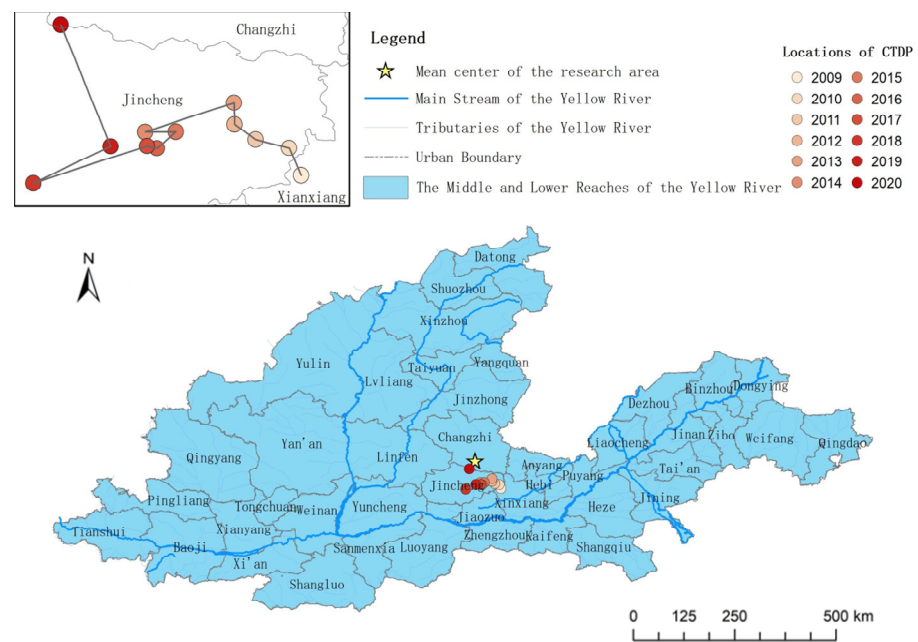 Changzhi
Jincheng
Xianxiang
Legend
Mean center of the research area
Main Stream of the Yellow River
Tributaries of the Yellow River
Urban Boundary
The Middle and Lower Reaches of the Yellow River
Locations of CTDP
2009 2015
2010 2016
2011 2017
2012 2018
2013 2019
2014 2020
N
Datong
Shuozhou
Xinzhou
Yulin
Taiyuan Yangquan
Lvliang
Jinzhong
Dezhou Binzhou Dongying
Changzhi
Yan'an
Liaocheng Jinan Zibo Weifang Qingdao
Qingyang
Linfen
Anyang
Puyang
Tai'an
Jincheng
Hebi
Pingliang
Tongchuan
Weinan
Yuncheng
Xinxiang
Heze
Jining
Tianshui
Xianyang
Jiaozuo
Baoji
Xi'an
Sanmenxia Luoyang
Zhengzhou Kaifeng
Shangqiu
Shangluo
0 125 250 500 km